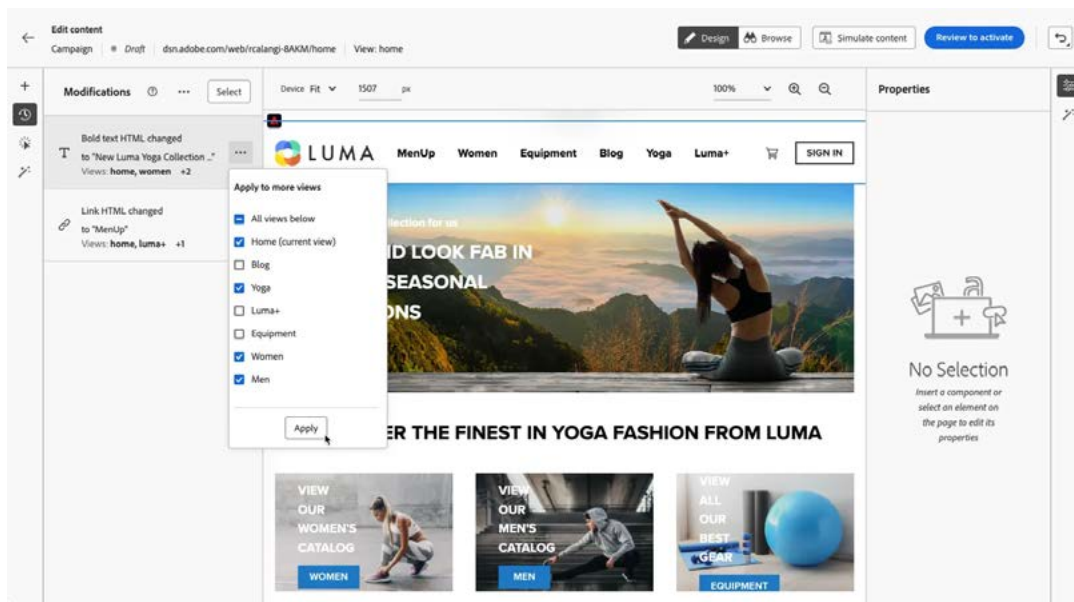 Edit content
Campaign Draft dsn.adobe.com/web/rcalangi-8AKM/home View: home
Design Browse Simulate content Review to activate
Modifications ... Select
Device Fit 1507 px 100%
Properties
Bold text HTML changed
to "New Luma Yoga Collection .."
Views: home, women +2
Link HTML changed
to "MenUp"
Views: home, luma+ +1
Apply to more views
All views below
Home (current view)
Blog
Yoga
Luma+
Equipment
Women
Men
Apply
LUMA MenUp Women Equipment Blog Yoga Luma+ SIGN IN
llection for us
ID LOOK FAB IN
SEASONAL
ONS
ER THE FINEST IN YOGA FASHION FROM LUMA
VIEW
OUR
WOMEN'S
CATALOG
WOMEN
VIEW
OUR
MEN'S
CATALOG
MEN
VIEW
ALL
OUR
BEST
GEAR
EQUIPMENT
No Selection
Insert a component or
select an element on
the page to edit its
properties